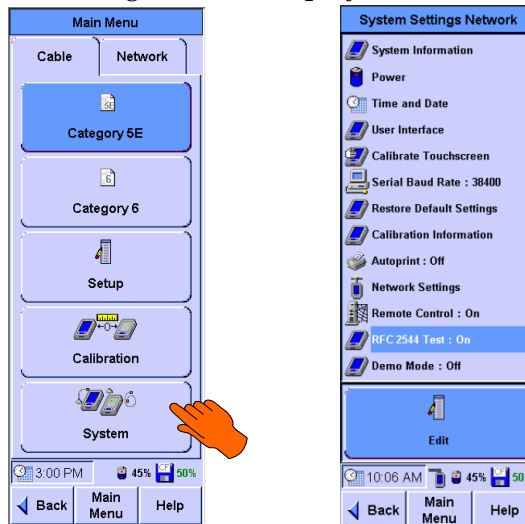 Main Menu
Cable
Network
5E
Category 5E
6
Category 6
Setup
Calibration
System
3:00 PM
45%
CF
50%
Back
Main
Menu
Help
System Settings Network
System Information
Power
Time and Date
User Interface
Calibrate Touchscreen
Serial Baud Rate : 38400
Restore Default Settings
Calibration Information
Autoprint : Off
Network Settings
Remote Control : On
RFC 2544 Test : On
Demo Mode : Off
Edit
10:06 AM
45%
CF
50
Back
Main
Menu
Help